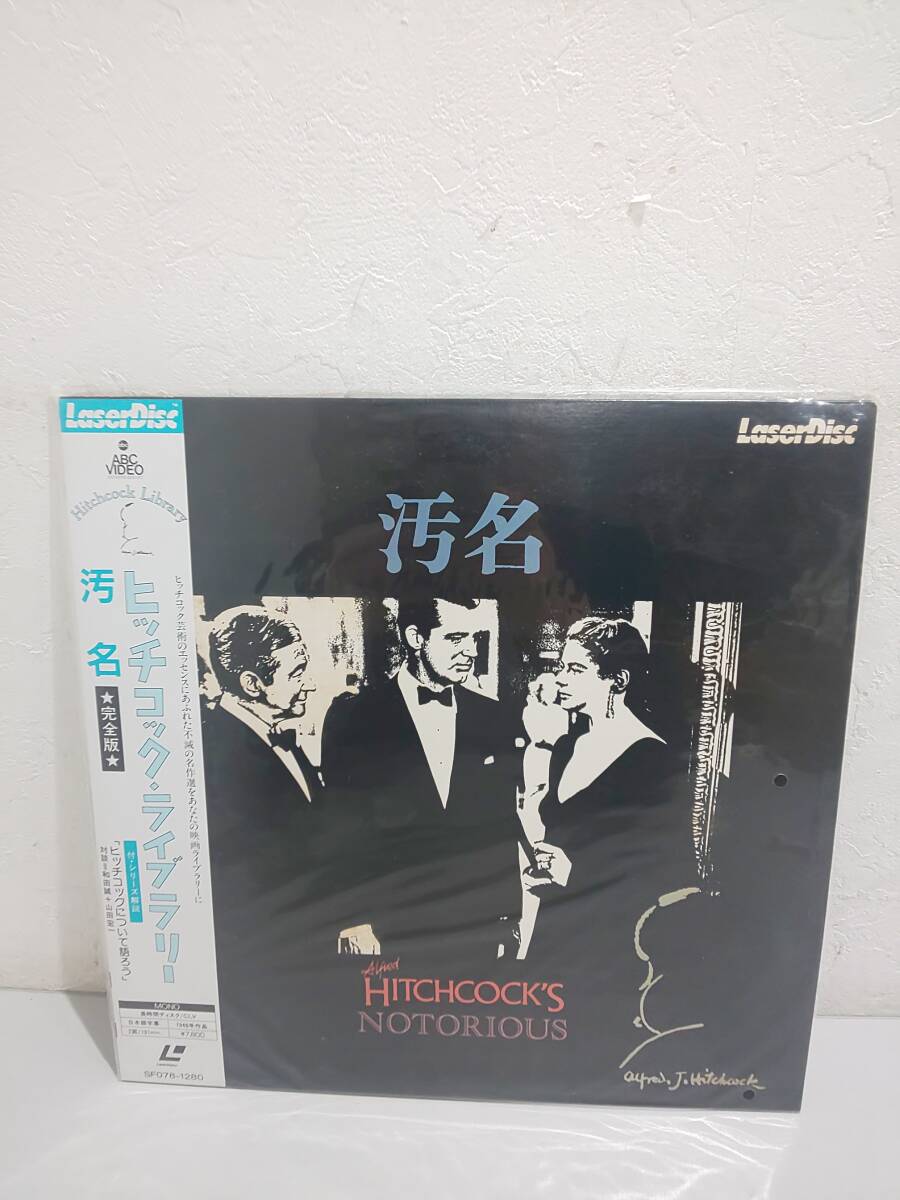 LaserDisc
abc
ABC
VIDEO
Hitchcock Library
汚名
★完全版★
ヒッチコック・ライブラリー
ヒッチコック芸術のエッセンスにあふれた不滅の名作選をあなたの映画ライブラリーに
付・シリーズ解説
「ヒッチコックについて語ろう」
対談=和田誠+山田宏一
MONO
長時間ディスク/CLV
日本語字幕
1946年作品
¥7,800
SF078-1280
LaserDisc
汚名
Alfred
HITCHCOCK'S
NOTORIOUS
Alfred.J.Hitchcock